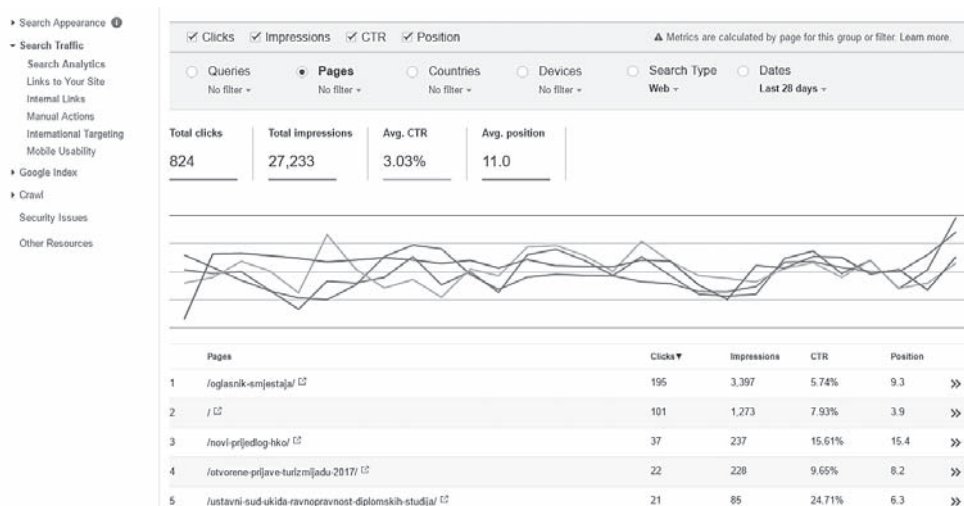 Search Appearance
Search Traffic
Search Analytics
Links to Your Site
Internal Links
Manual Actions
International Targeting
Mobile Usability
Google Index
Crawl
Security Issues
Other Resources
Clicks Impressions CTR Position Metrics are calculated by page for this group or filter. Learn more.
Queries Pages Countries Devices Search Type Dates
No filter No filter No filter No filter Web Last 28 days
Total clicks Total impressions Avg. CTR Avg. position
824 27,233 3.03% 11.0
Pages Clicks▼ Impressions CTR Position
1 /oglasnik-smjestaja/ 195 3,397 5.74% 9.3 »
2 / 101 1,273 7.93% 3.9 »
3 /novi-prijedlog-hko/ 37 237 15.61% 15.4 »
4 /otvorene-prijave-turizmijadu-2017/ 22 228 9.65% 8.2 »
5 /ustavni-sud-ukida-ravnopravnost-diplomskih-studija/ 21 85 24.71% 6.3 »